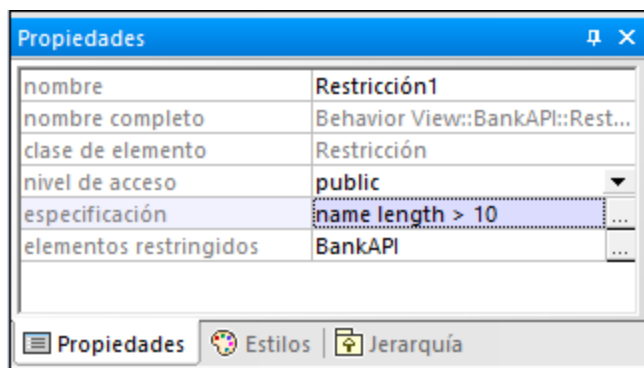 Propiedades
nombre Restricción1
nombre completo Behavior View::BankAPI::Rest...
clase de elemento Restricción
nivel de acceso public
especificación name length > 10 ...
elementos restringidos BankAPI ...
Propiedades Estilos Jerarquía